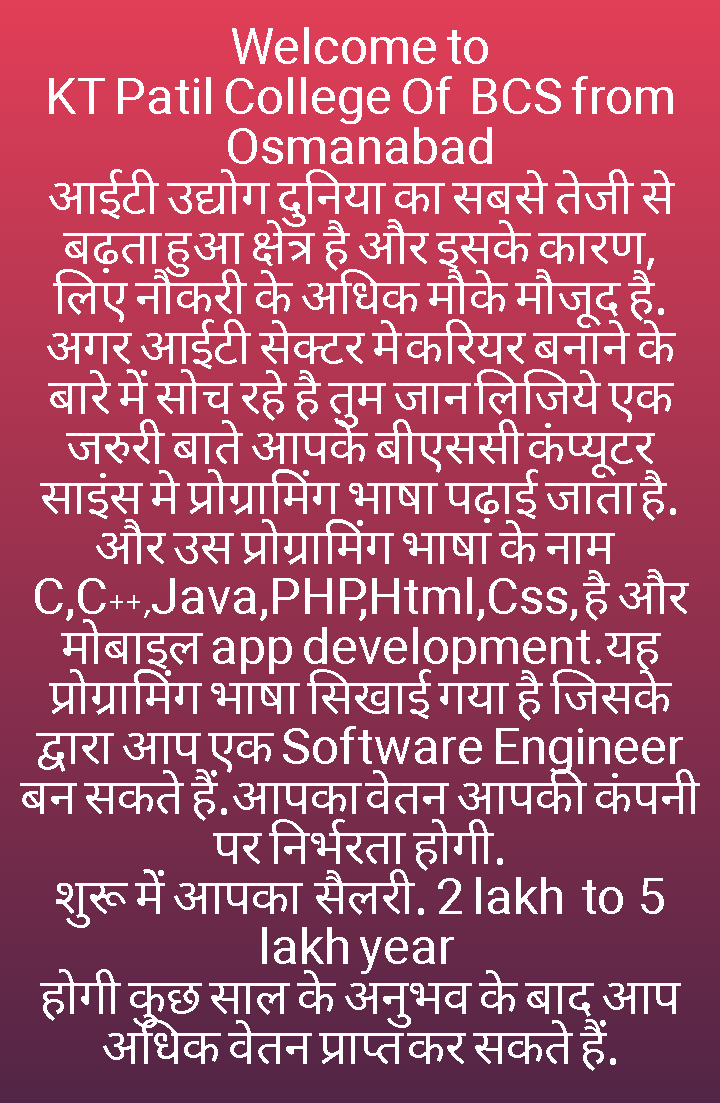 Welcome to
KT Patil College Of BCS from
Osmanabad
आईटी उद्योग दुनिया का सबसे तेजी से
बढ़ता हुआ क्षेत्र है और इसके कारण,
लिए नौकरी के अधिक मौके मौजूद है.
अगर आईटी सेक्टर मे करियर बनाने के
बारे में सोच रहे है तुम जान लिजिये एक
जरुरी बाते आपके बीएससी कंप्यूटर
साइंस मे प्रोग्रामिंग भाषा पढ़ाई जाता है.
और उस प्रोग्रामिंग भाषा के नाम
C,C++,Java,PHP,Html,Css, है और
मोबाइल app development.यह
प्रोग्रामिंग भाषा सिखाई गया है जिसके
द्वारा आप एक Software Engineer
बन सकते हैं.आपका वेतन आपकी कंपनी
पर निर्भरता होगी.
शुरू में आपका सैलरी. 2 lakh to 5
lakh year
होगी कुछ साल के अनुभव के बाद आप
अधिक वेतन प्राप्त कर सकते हैं.